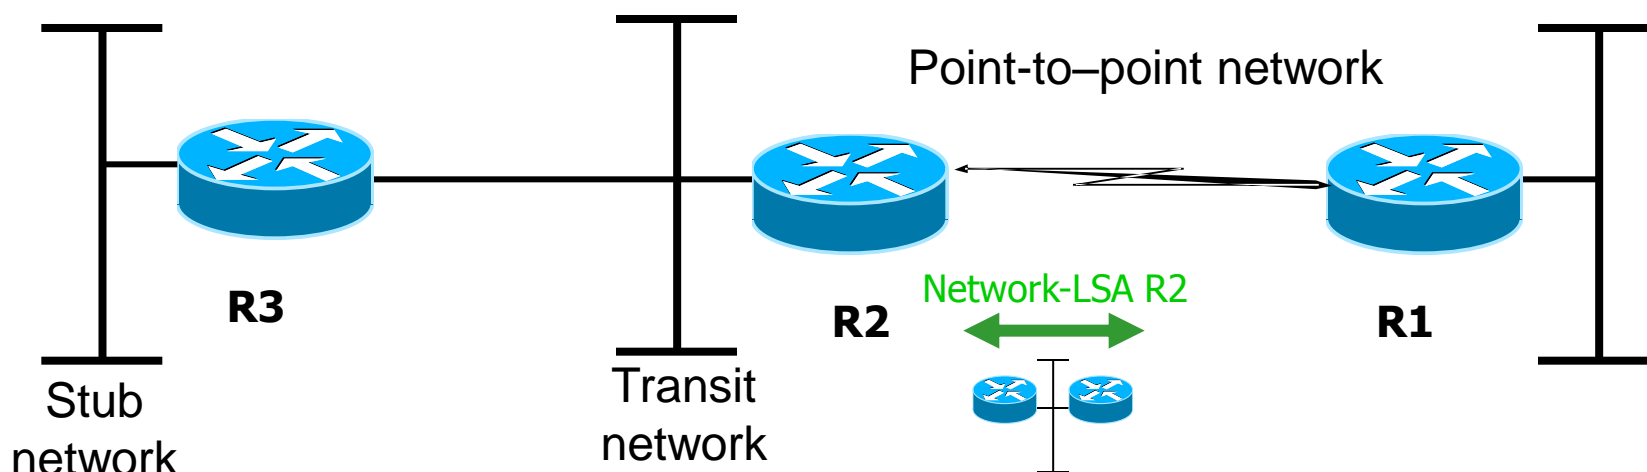 Point-to–point network
R3
Network-LSA R2
R2
R1
Stub
network
Transit
network